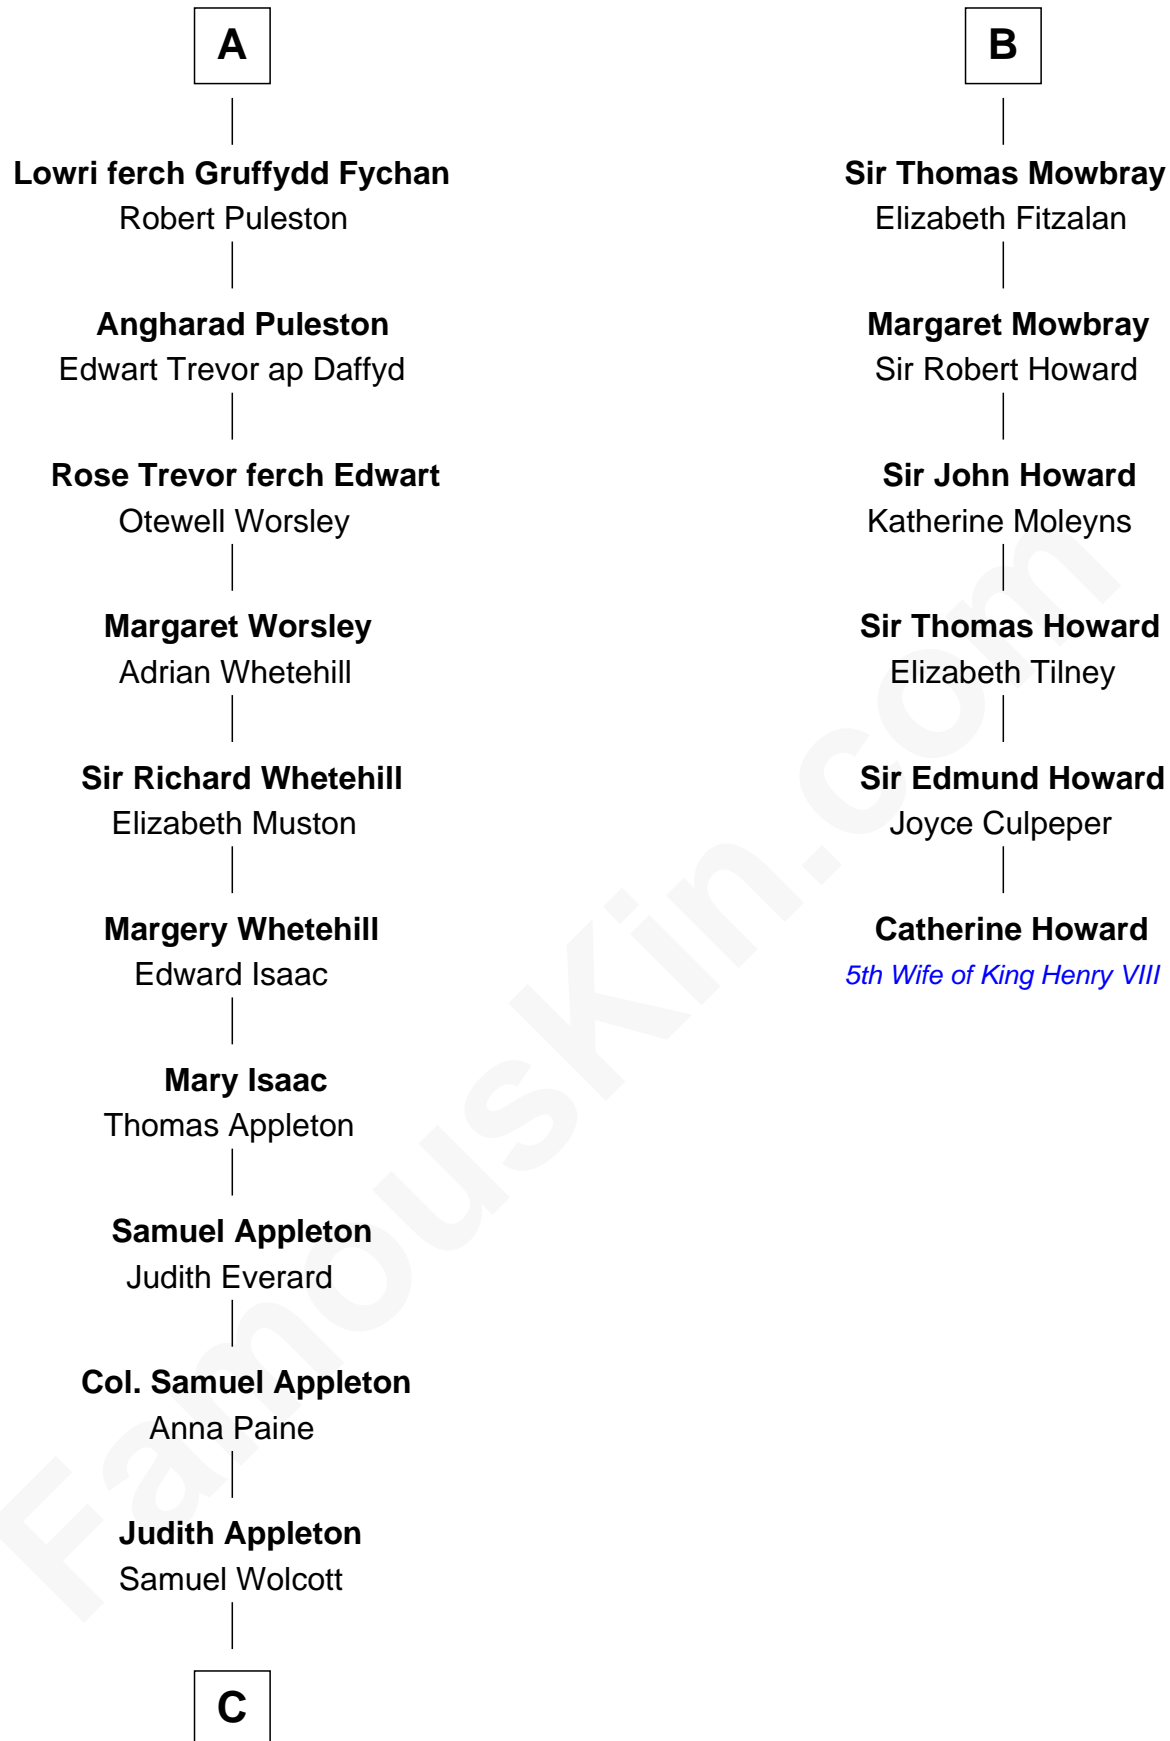 A
Lowri ferch Gruffydd Fychan
Robert Puleston
Angharad Puleston
Edwart Trevor ap Daffyd
Rose Trevor ferch Edwart
Otewell Worsley
Margaret Worsley
Adrian Whetehill
Sir Richard Whetehill
Elizabeth Muston
Margery Whetehill
Edward Isaac
Mary Isaac
Thomas Appleton
Samuel Appleton
Judith Everard
Col. Samuel Appleton
Anna Paine
Judith Appleton
Samuel Wolcott
C
B
Sir Thomas Mowbray
Elizabeth Fitzalan
Margaret Mowbray
Sir Robert Howard
Sir John Howard
Katherine Moleyns
Sir Thomas Howard
Elizabeth Tilney
Sir Edmund Howard
Joyce Culpeper
Catherine Howard
5th Wife of King Henry VIII
FamousKin.com